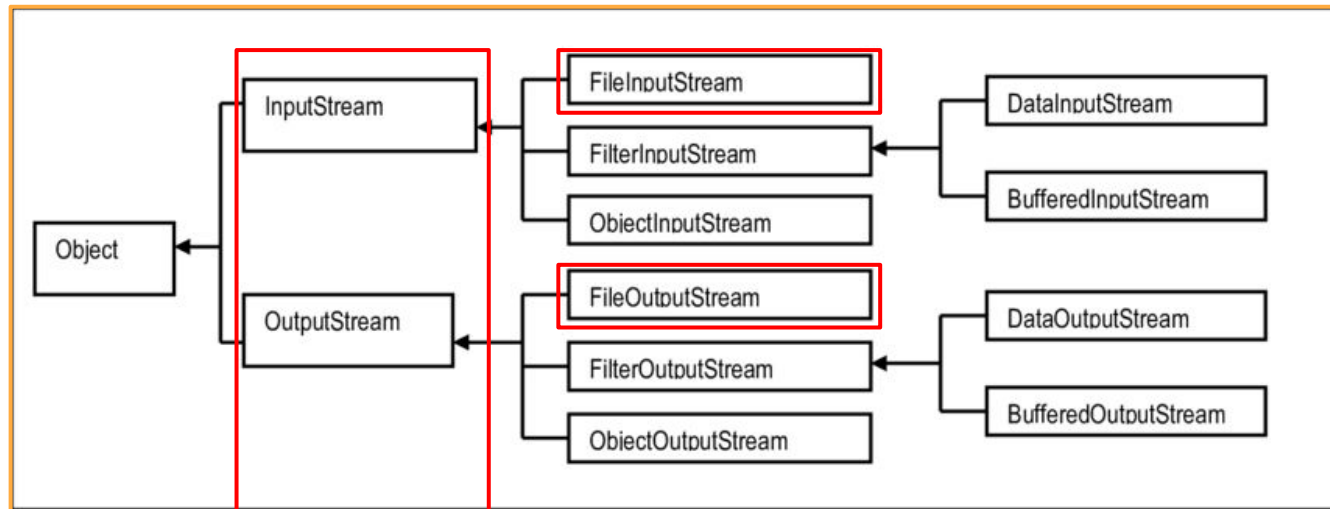 Object
InputStream
OutputStream
FileInputStream
FilterInputStream
ObjectInputStream
FileOutputStream
FilterOutputStream
ObjectOutputStream
DataInputStream
BufferedInputStream
DataOutputStream
BufferedOutputStream